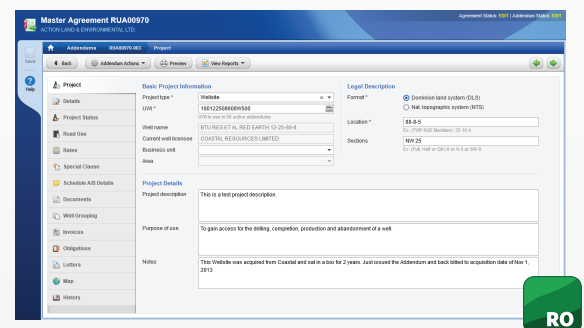 Master Agreement RUA00970
ACTION LAND & ENVIRONMENTAL LTD.
Agreement Status: EDIT | Addendum Status: EDIT
Save
Help
Addendums RUA00970-003 Project
Back Addendum Actions Preview View Reports
Project
Details
Project Status
Road Use
Rates
Special Clause
Schedule A/B Details
Documents
Well Grouping
Invoices
Obligations
Letters
Map
History
Basic Project Information
Project type * Wellsite
UWI * 100122508608W500
UWI in use in 50 active addendums
Well name BTU RES ET AL RED EARTH 12-25-80-8
Current well licensee COASTAL RESOURCES LIMITED
Business unit
Area
Legal Description
Format * Dominion land system (DLS)
Nat. topographic system (NTS)
Location * 88-8-5
Ex: (TWP RGE Meridian): 25 10 4
Sections NW 25
Ex: (Full, Half or Qtr) 8 or N 8 or SW 8
Project Details
Project description This is a test project description.
Purpose of use To gain access for the drilling, completion, production and abandonment of a well.
Notes This Wellsite was acquired from Coastal and sat in a box for 2 years. Just issued the Addendum and back billed to acquisition date of Nov 1,
2013
RO